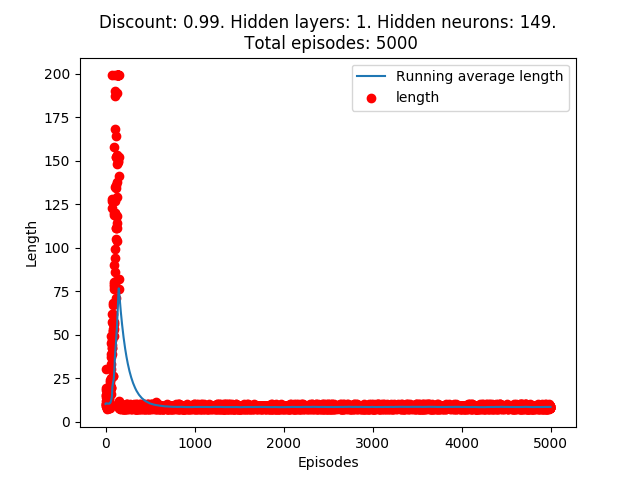 Discount: 0.99. Hidden layers: 1. Hidden neurons: 149.
Total episodes: 5000
Running average length
length
200
175
150
125
100
75
50
25
0
Length
0 1000 2000 3000 4000 5000
Episodes